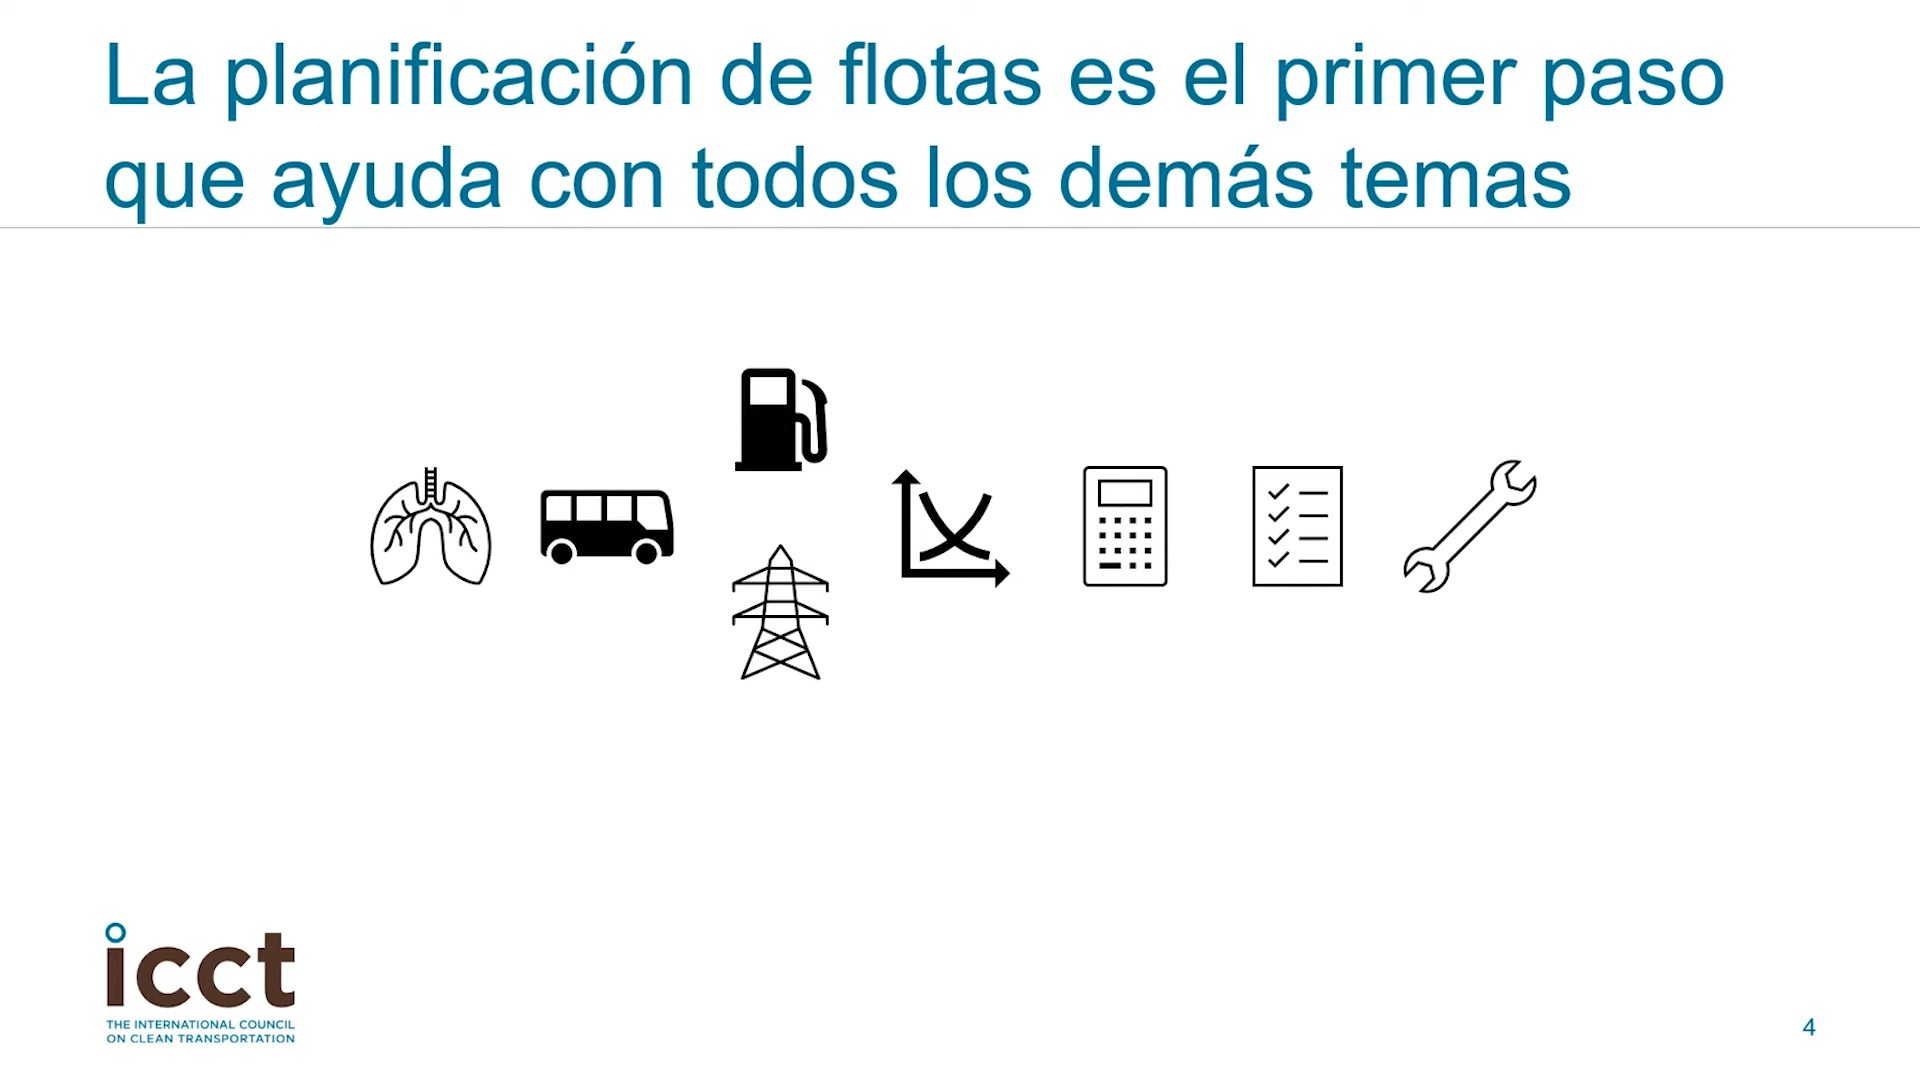 La planificación de flotas es el primer paso
que ayuda con todos los demás temas
icct
THE INTERNATIONAL COUNCIL
ON CLEAN TRANSPORTATION
4